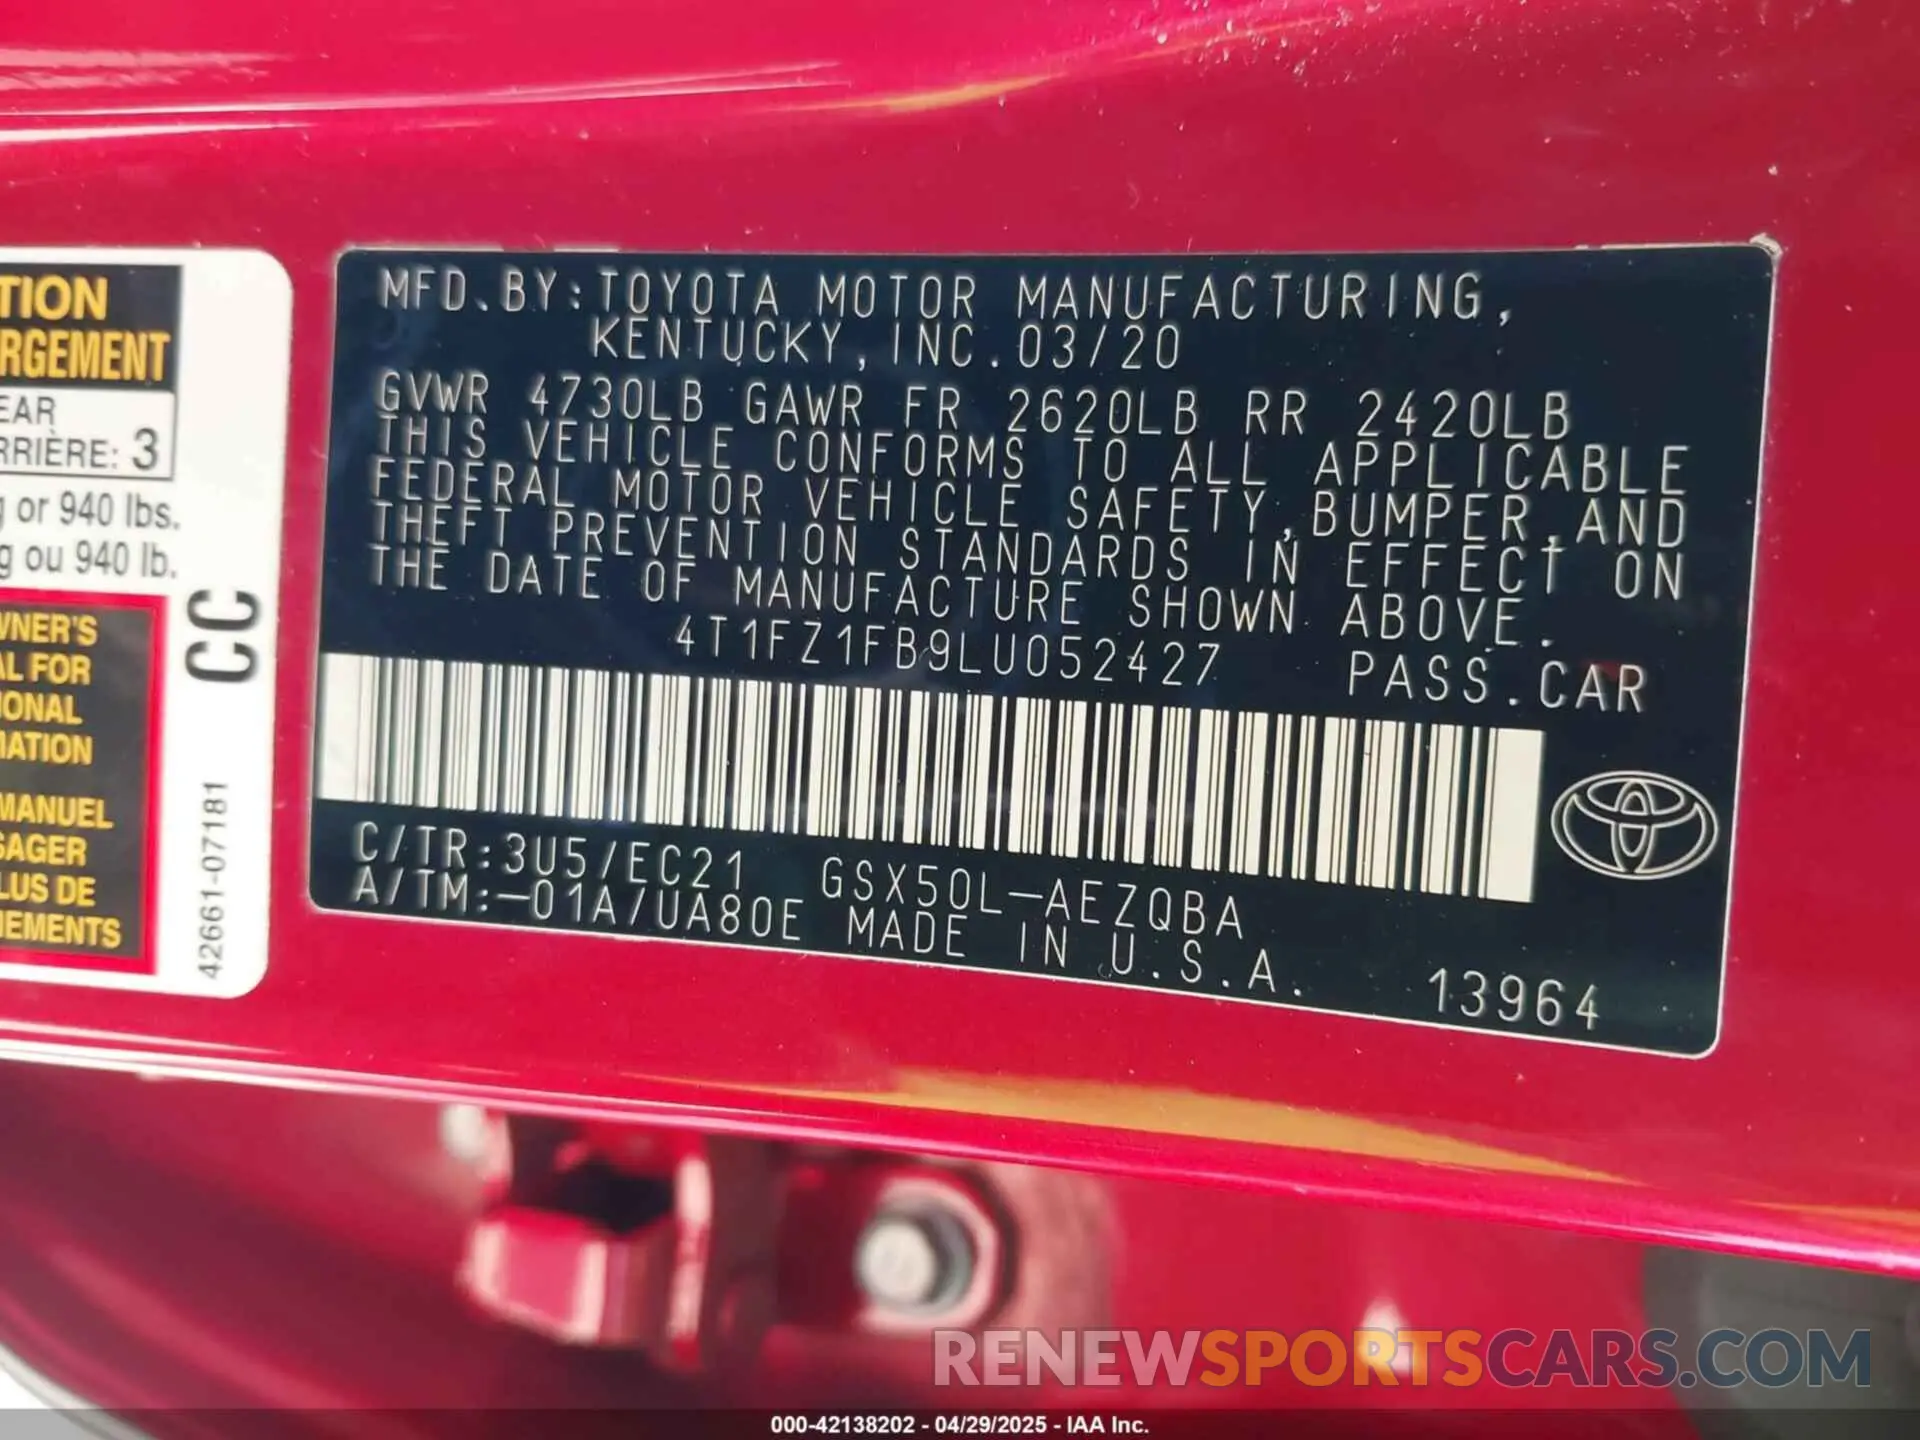 TION
RGEMENT
EAR
RRIÈRE: 3
g or 940 lbs.
g ou 940 lb.
WNER'S
AL FOR
IONAL
MATION
MANUEL
SAGER
LUS DE
NEMENTS
CC
42661-07181
MFD.BY:TOYOTA MOTOR MANUFACTURING,
KENTUCKY,INC.03/20
GVWR 4730LB GAWR FR 2620LB RR 2420LB
THIS VEHICLE CONFORMS TO ALL APPLICABLE
FEDERAL MOTOR VEHICLE SAFETY,BUMPER,AND
THEFT PREVENTION STANDARDS IN EFFECT ON
THE DATE OF MANUFACTURE SHOWN ABOVE.
4T1FZ1FB9LU052427 PASS.CAR
C/TR:3U5/EC21 GSX50L-AEZQBA
A/TM:-01A/UA80E MADE IN U.S.A.
13964
RENEWSPORTSCARS.COM
000-42138202 - 04/29/2025 - IAA Inc.